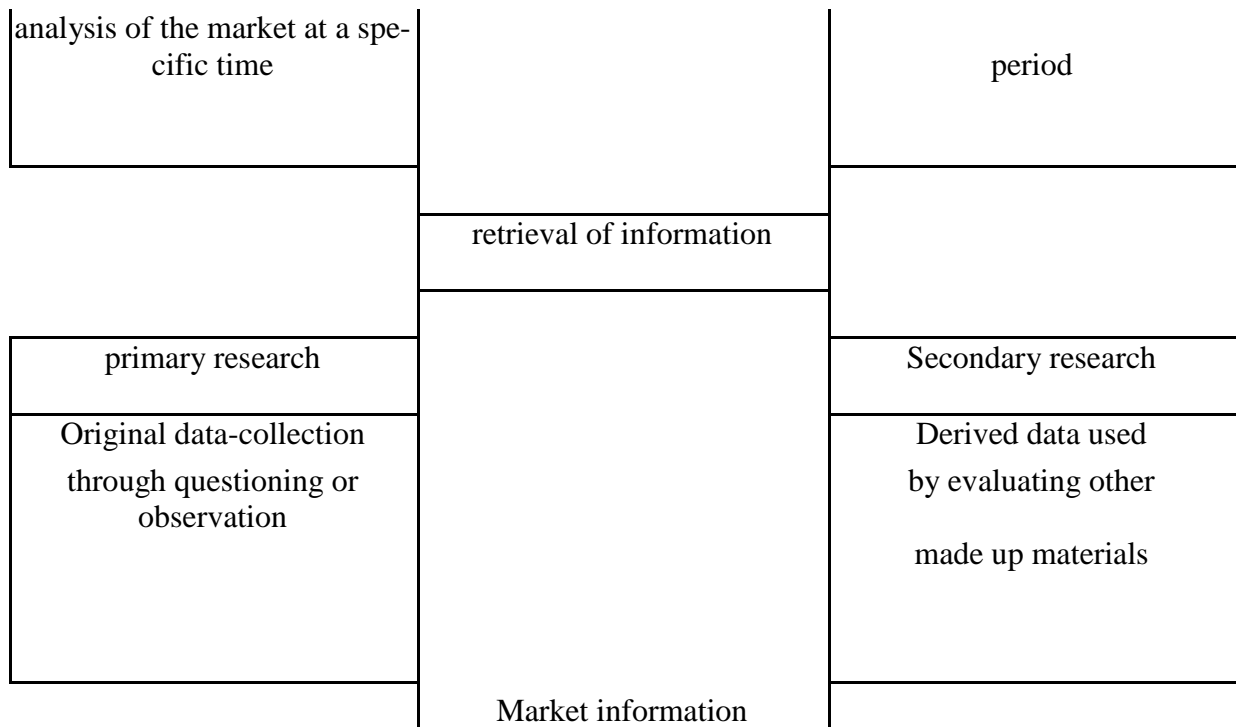 analysis of the market at a spe-
cific time
period
retrieval of information
primary research
Secondary research
Original data-collection
through questioning or
observation
Derived data used
by evaluating other
made up materials
Market information